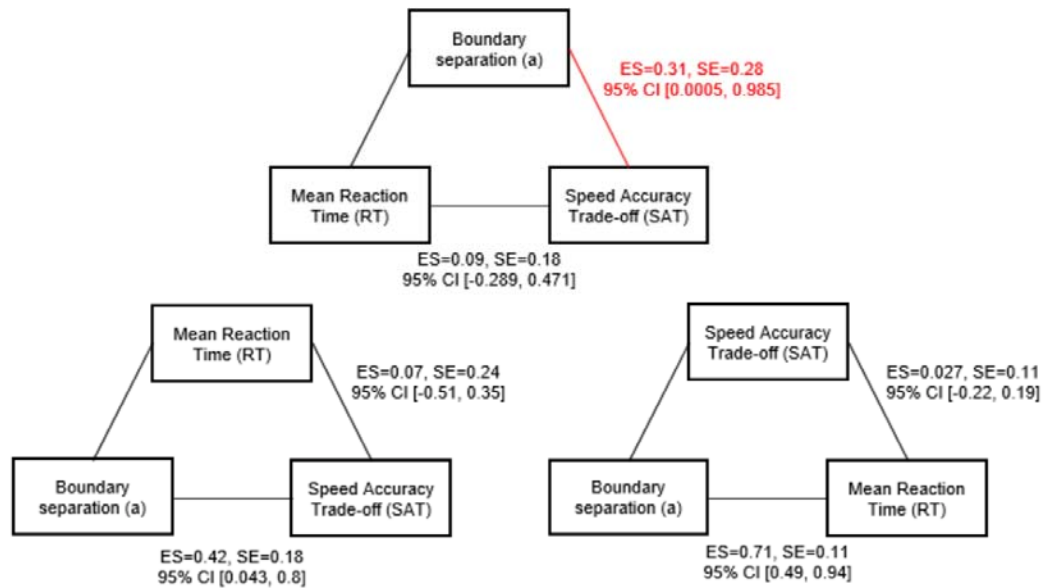 Boundary
separation (a)
ES=0.31, SE=0.28
95% CI [0.0005, 0.985]
Mean Reaction
Time (RT)
Speed Accuracy
Trade-off (SAT)
ES=0.09, SE=0.18
95% CI [-0.289, 0.471]
Mean Reaction
Time (RT)
ES=0.07, SE=0.24
95% CI [-0.51, 0.35]
Boundary
separation (a)
Speed Accuracy
Trade-off (SAT)
ES=0.42, SE=0.18
95% CI [0.043, 0.8]
Speed Accuracy
Trade-off (SAT)
ES=0.027, SE=0.11
95% CI [-0.22, 0.19]
Boundary
separation (a)
Mean Reaction
Time (RT)
ES=0.71, SE=0.11
95% CI [0.49, 0.94]